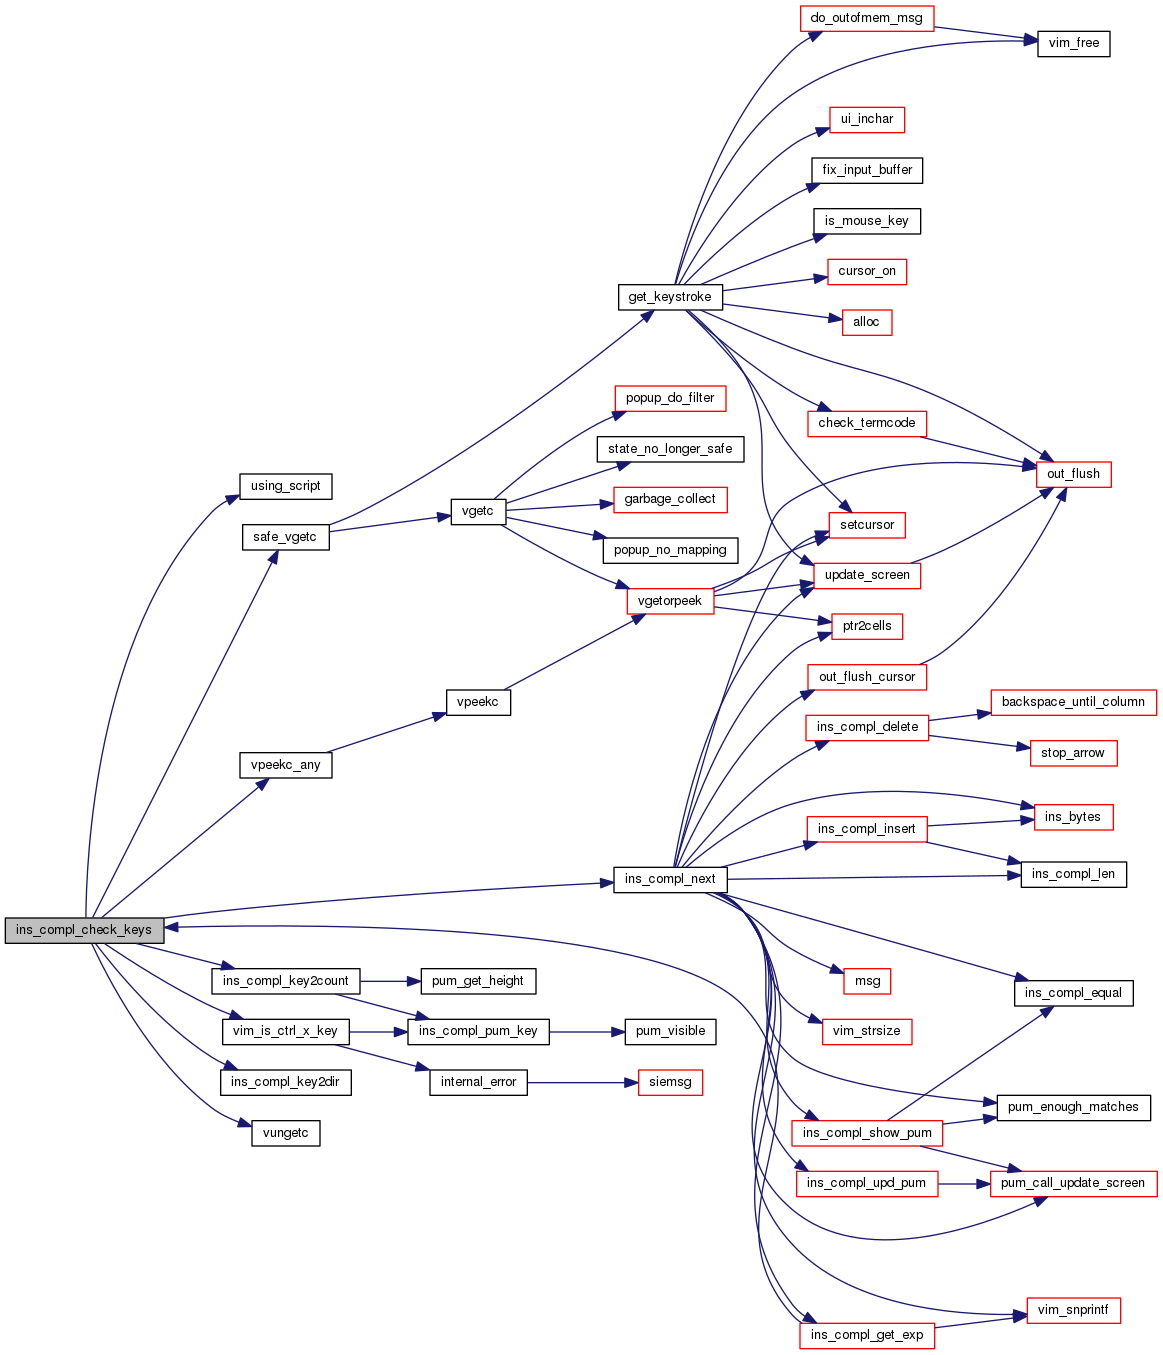 do_outofmem_msg
vim_free
ui_inchar
fix_input_buffer
is_mouse_key
cursor_on
get_keystroke
alloc
popup_do_filter
check_termcode
state_no_longer_safe
out_flush
using_script
garbage_collect
vgetc
setcursor
safe_vgetc
popup_no_mapping
update_screen
vgetorpeek
ptr2cells
out_flush_cursor
vpeekc
backspace_until_column
ins_compl_delete
stop_arrow
vpeekc_any
ins_bytes
ins_compl_insert
ins_compl_next
ins_compl_len
ins_compl_check_keys
ins_compl_key2count
pum_get_height
msg
ins_compl_equal
vim_is_ctrl_x_key
ins_compl_pum_key
pum_visible
vim_strsize
ins_compl_key2dir
internal_error
siemsg
pum_enough_matches
vungetc
ins_compl_show_pum
ins_compl_upd_pum
pum_call_update_screen
vim_snprintf
ins_compl_get_exp